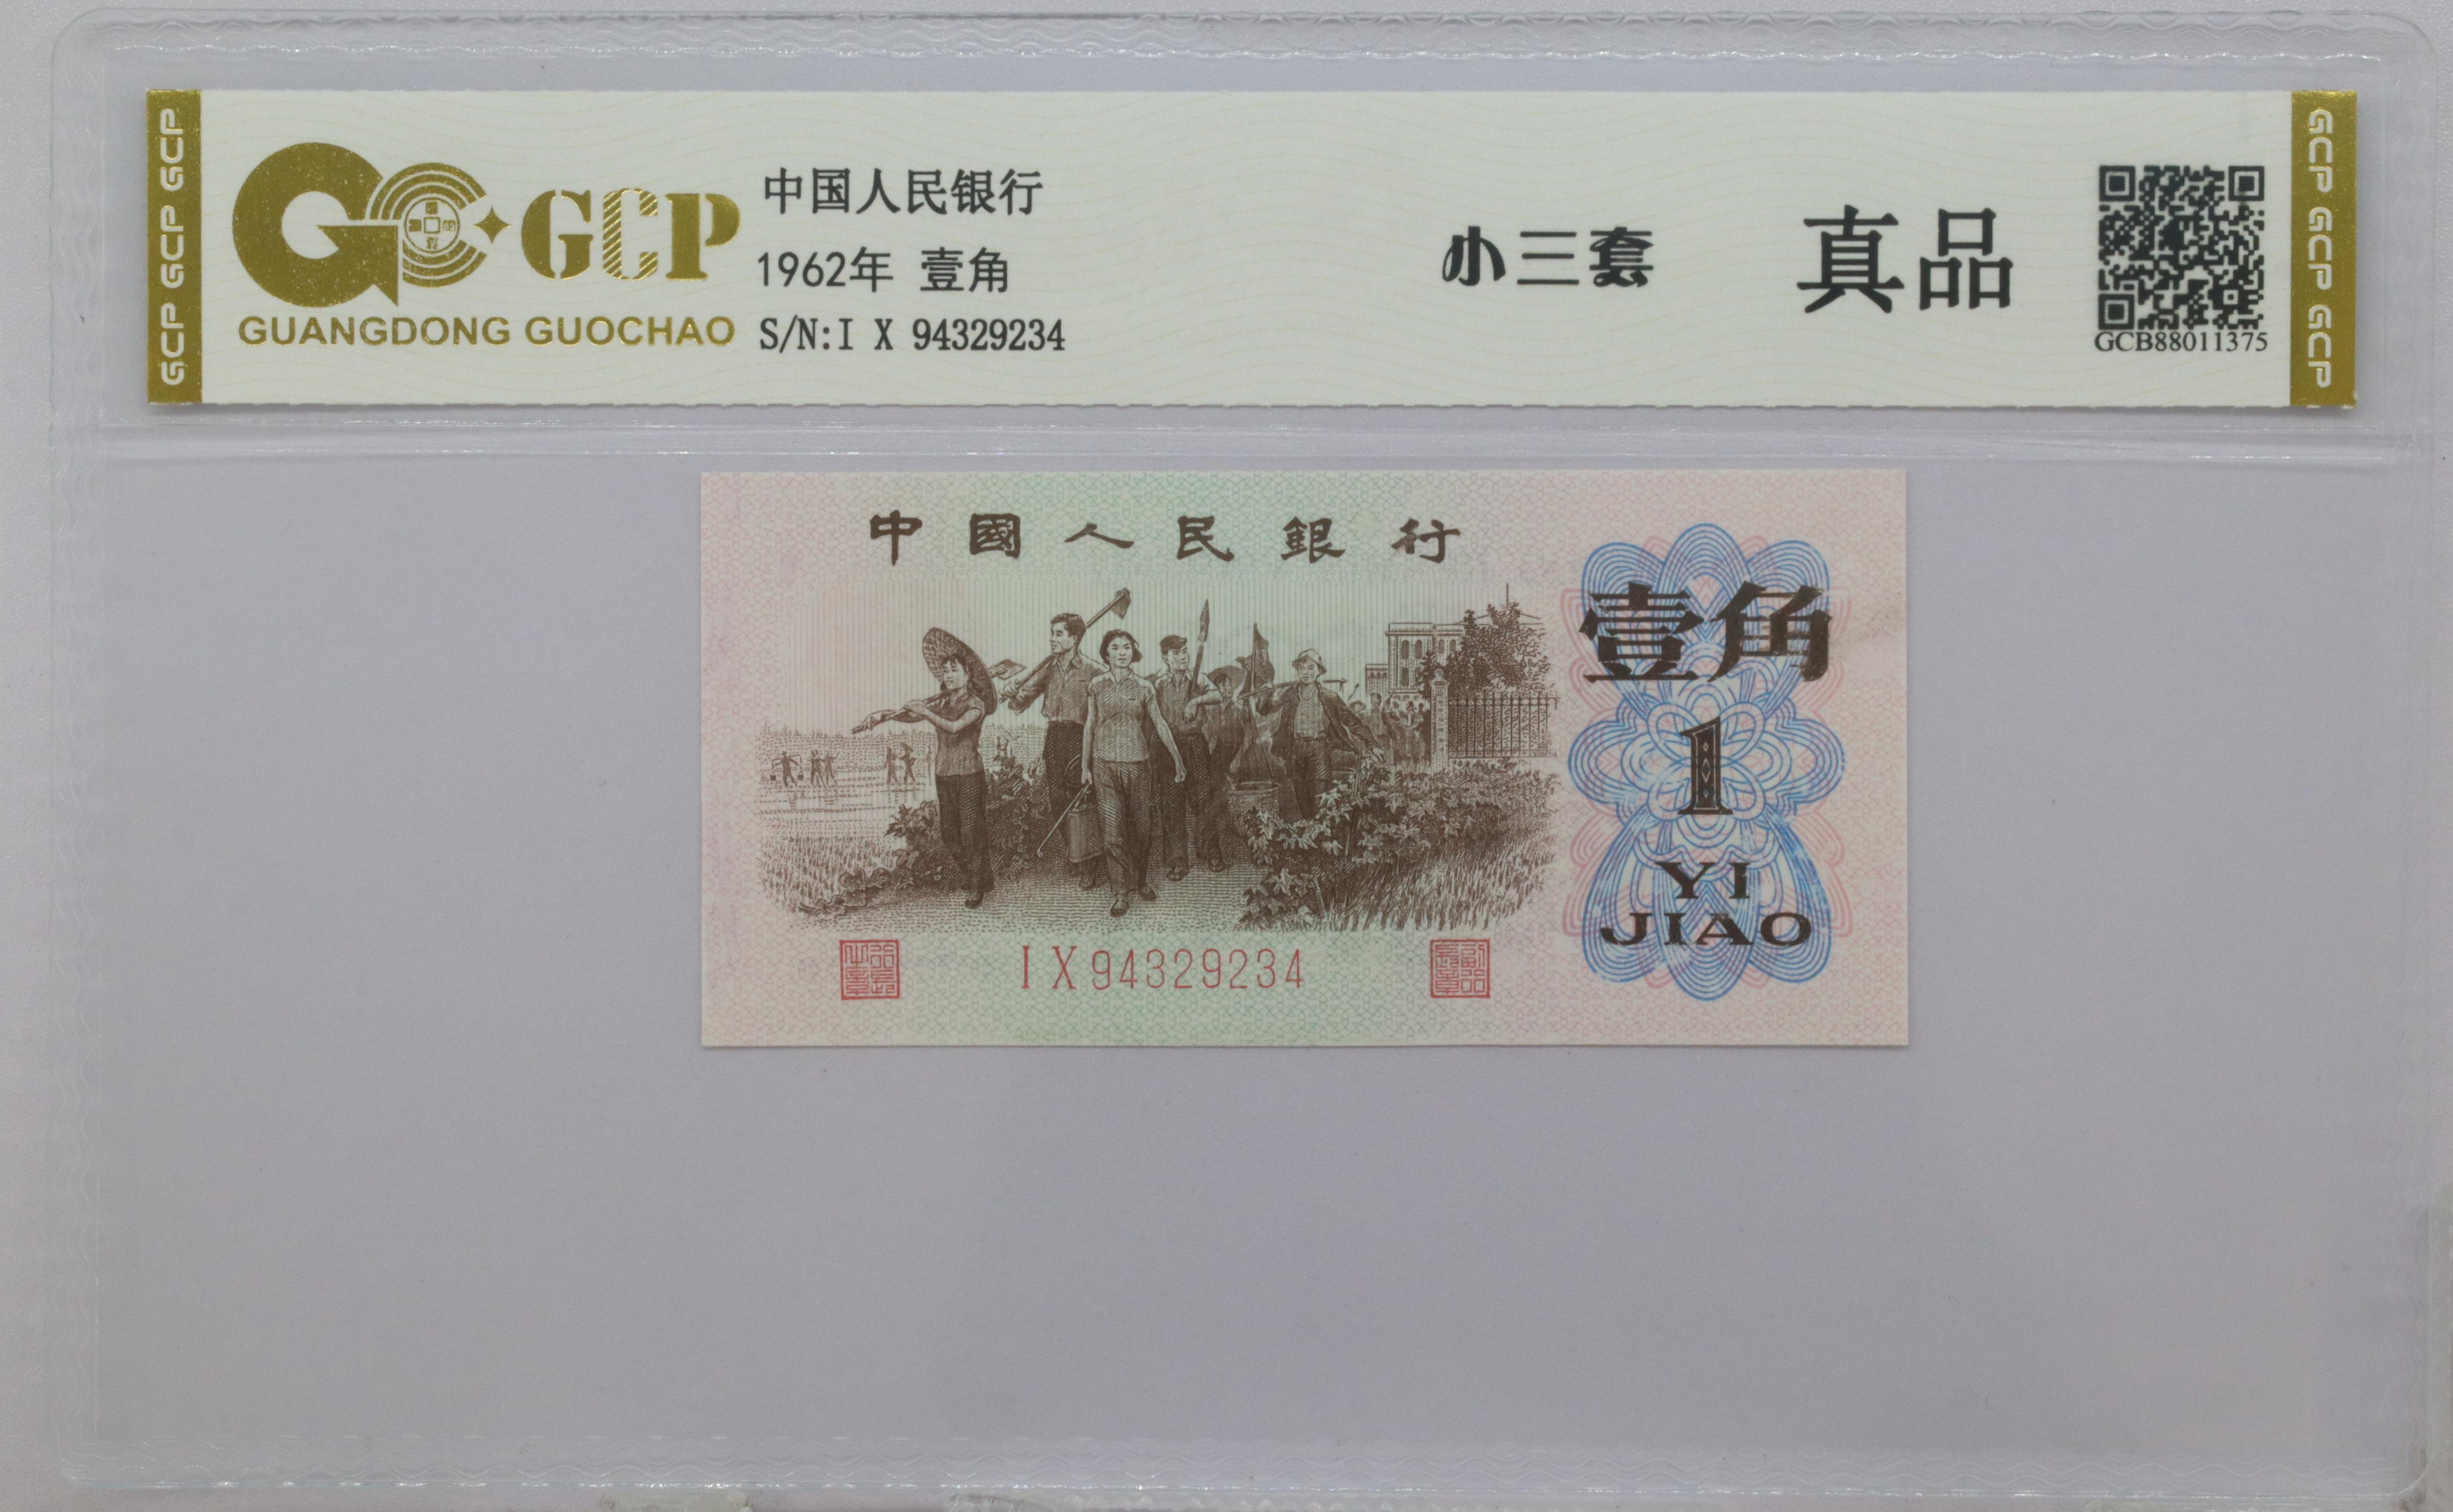 GCP GCP GCP
GCP
GUANGDONG GUOCHAO
中国人民银行
1962年 壹角
S/N:I X 94329234
小三套
真品
GCB88011375
GCP GCP GCP
中國人民銀行
壹角
1
YI
JIAO
I X 94329234